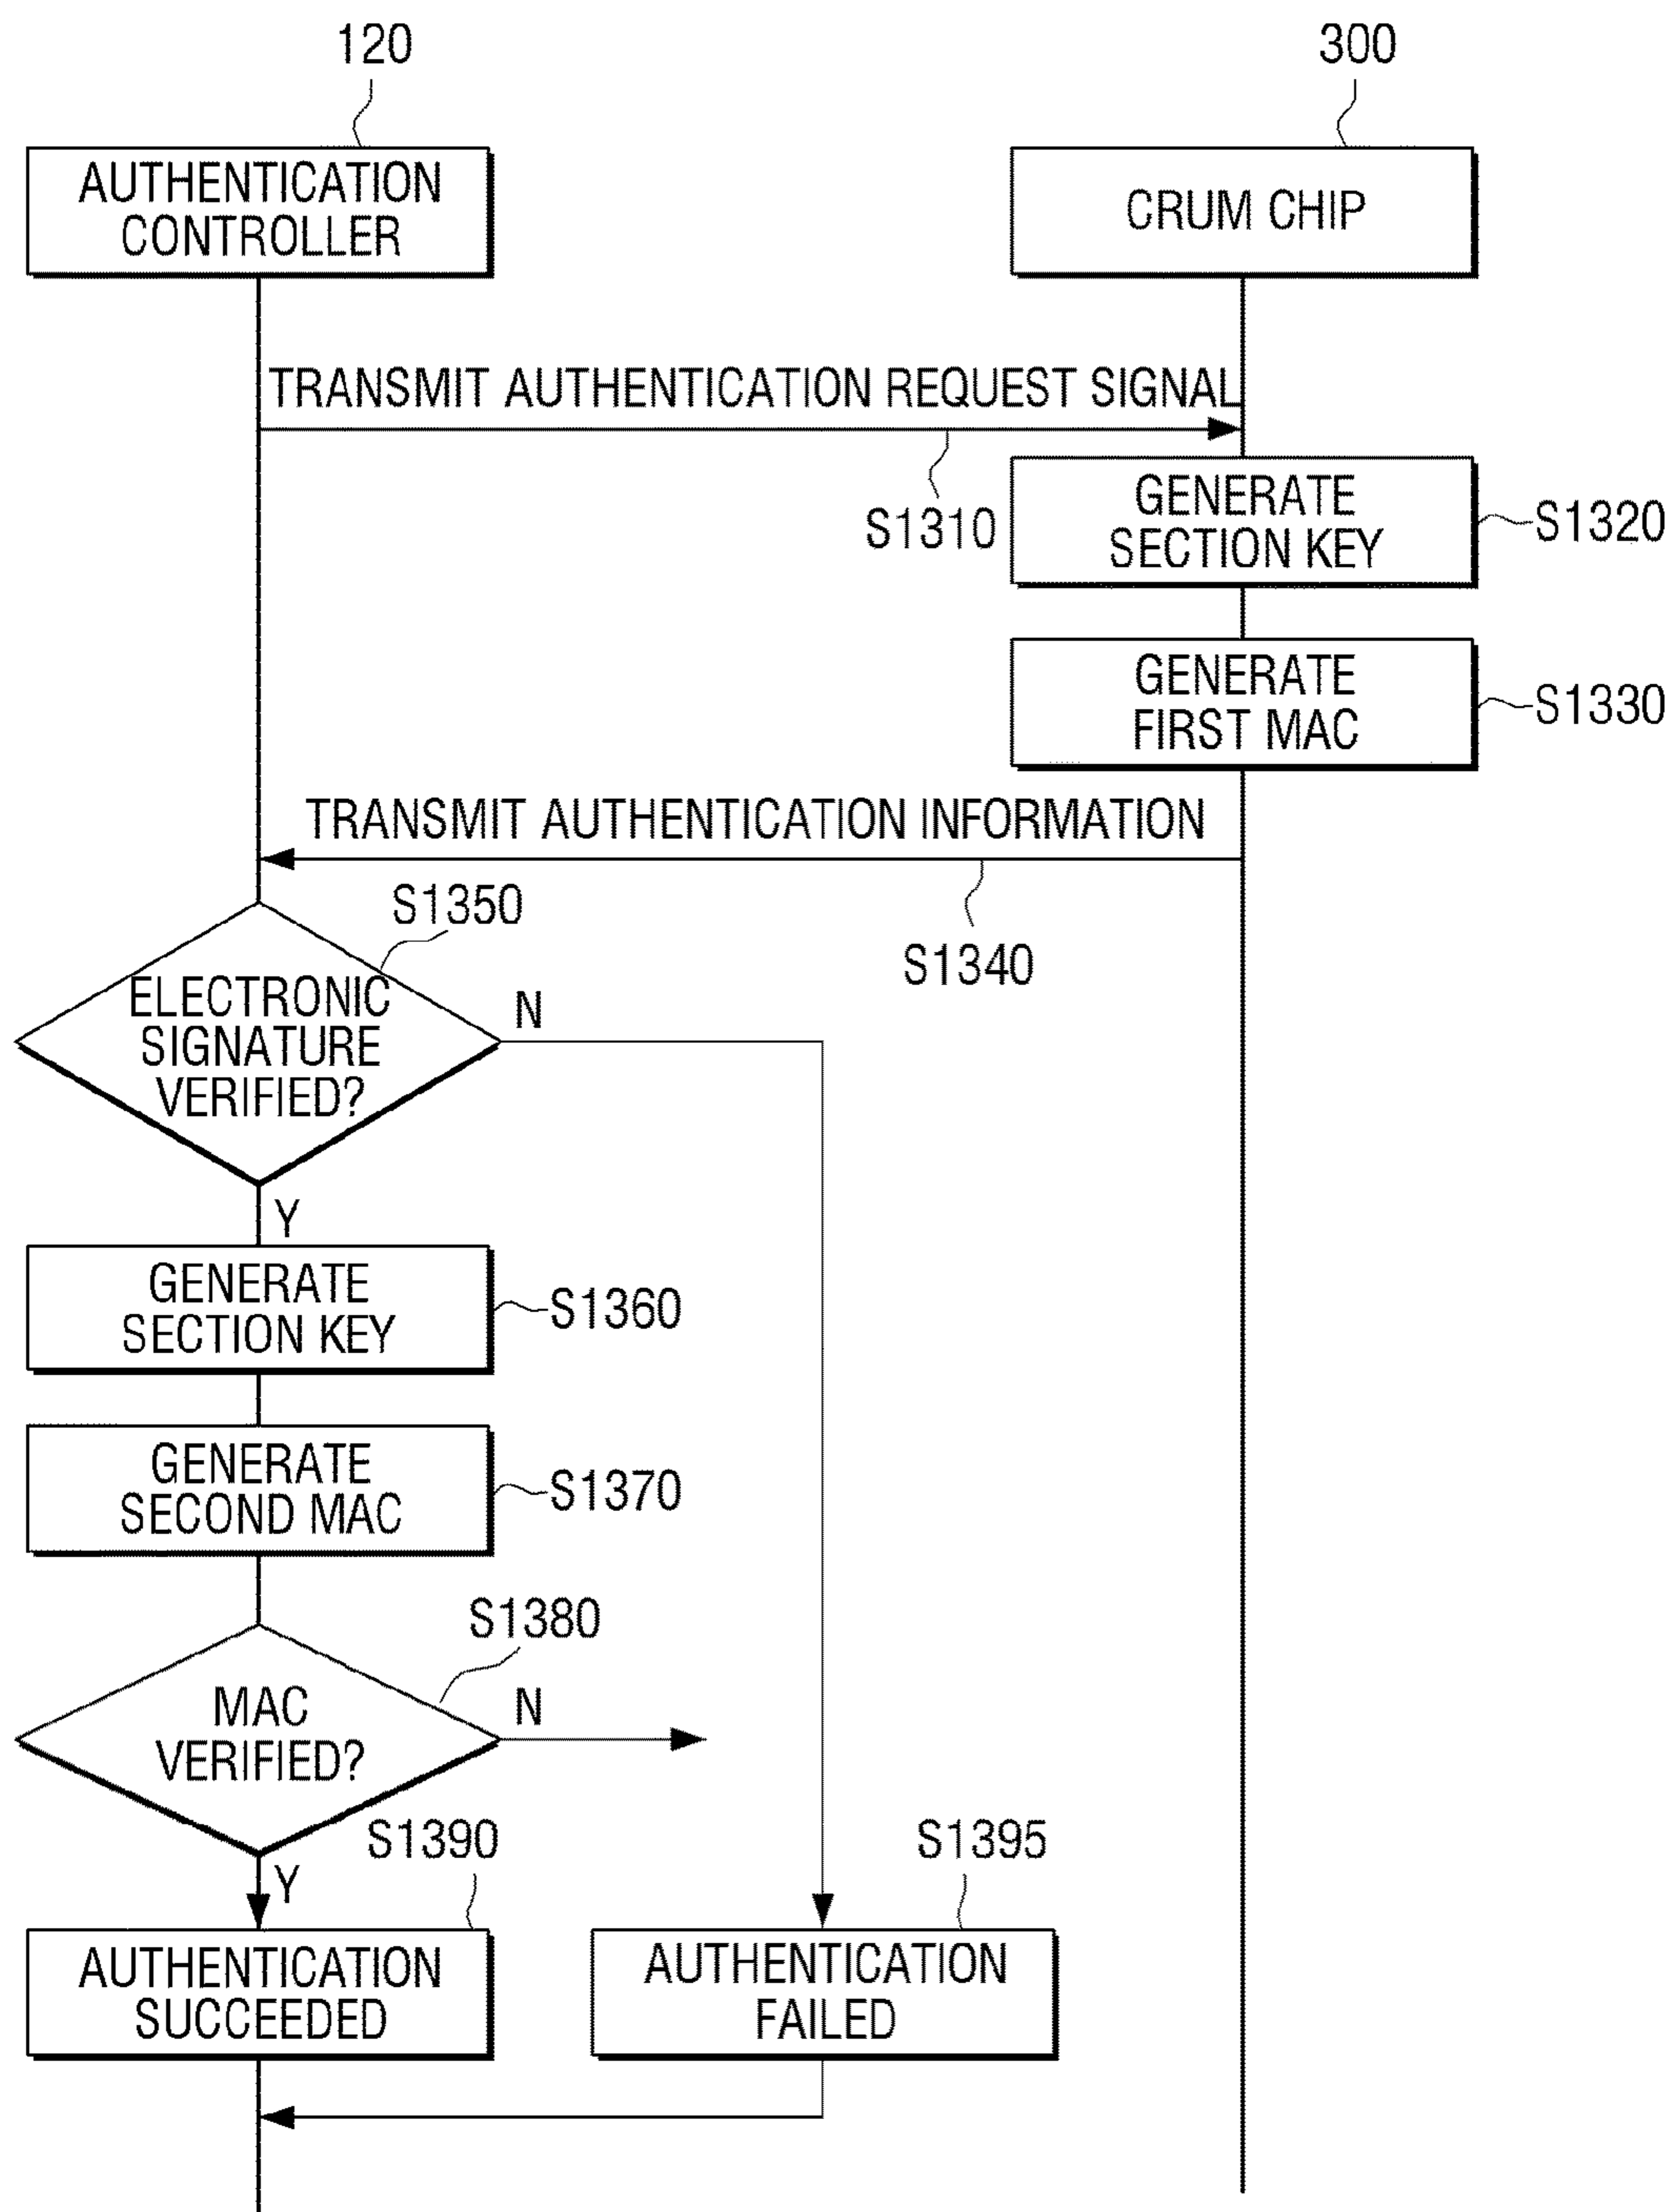 120
300
AUTHENTICATION
CONTROLLER
CRUM CHIP
TRANSMIT AUTHENTICATION REQUEST SIGNAL
S1310
GENERATE
SECTION KEY
S1320
GENERATE
FIRST MAC
S1330
TRANSMIT AUTHENTICATION INFORMATION
S1340
S1350
ELECTRONIC
SIGNATURE
VERIFIED?
N
Y
GENERATE
SECTION KEY
S1360
GENERATE
SECOND MAC
S1370
S1380
MAC
VERIFIED?
N
Y
S1390
S1395
AUTHENTICATION
SUCCEEDED
AUTHENTICATION
FAILED